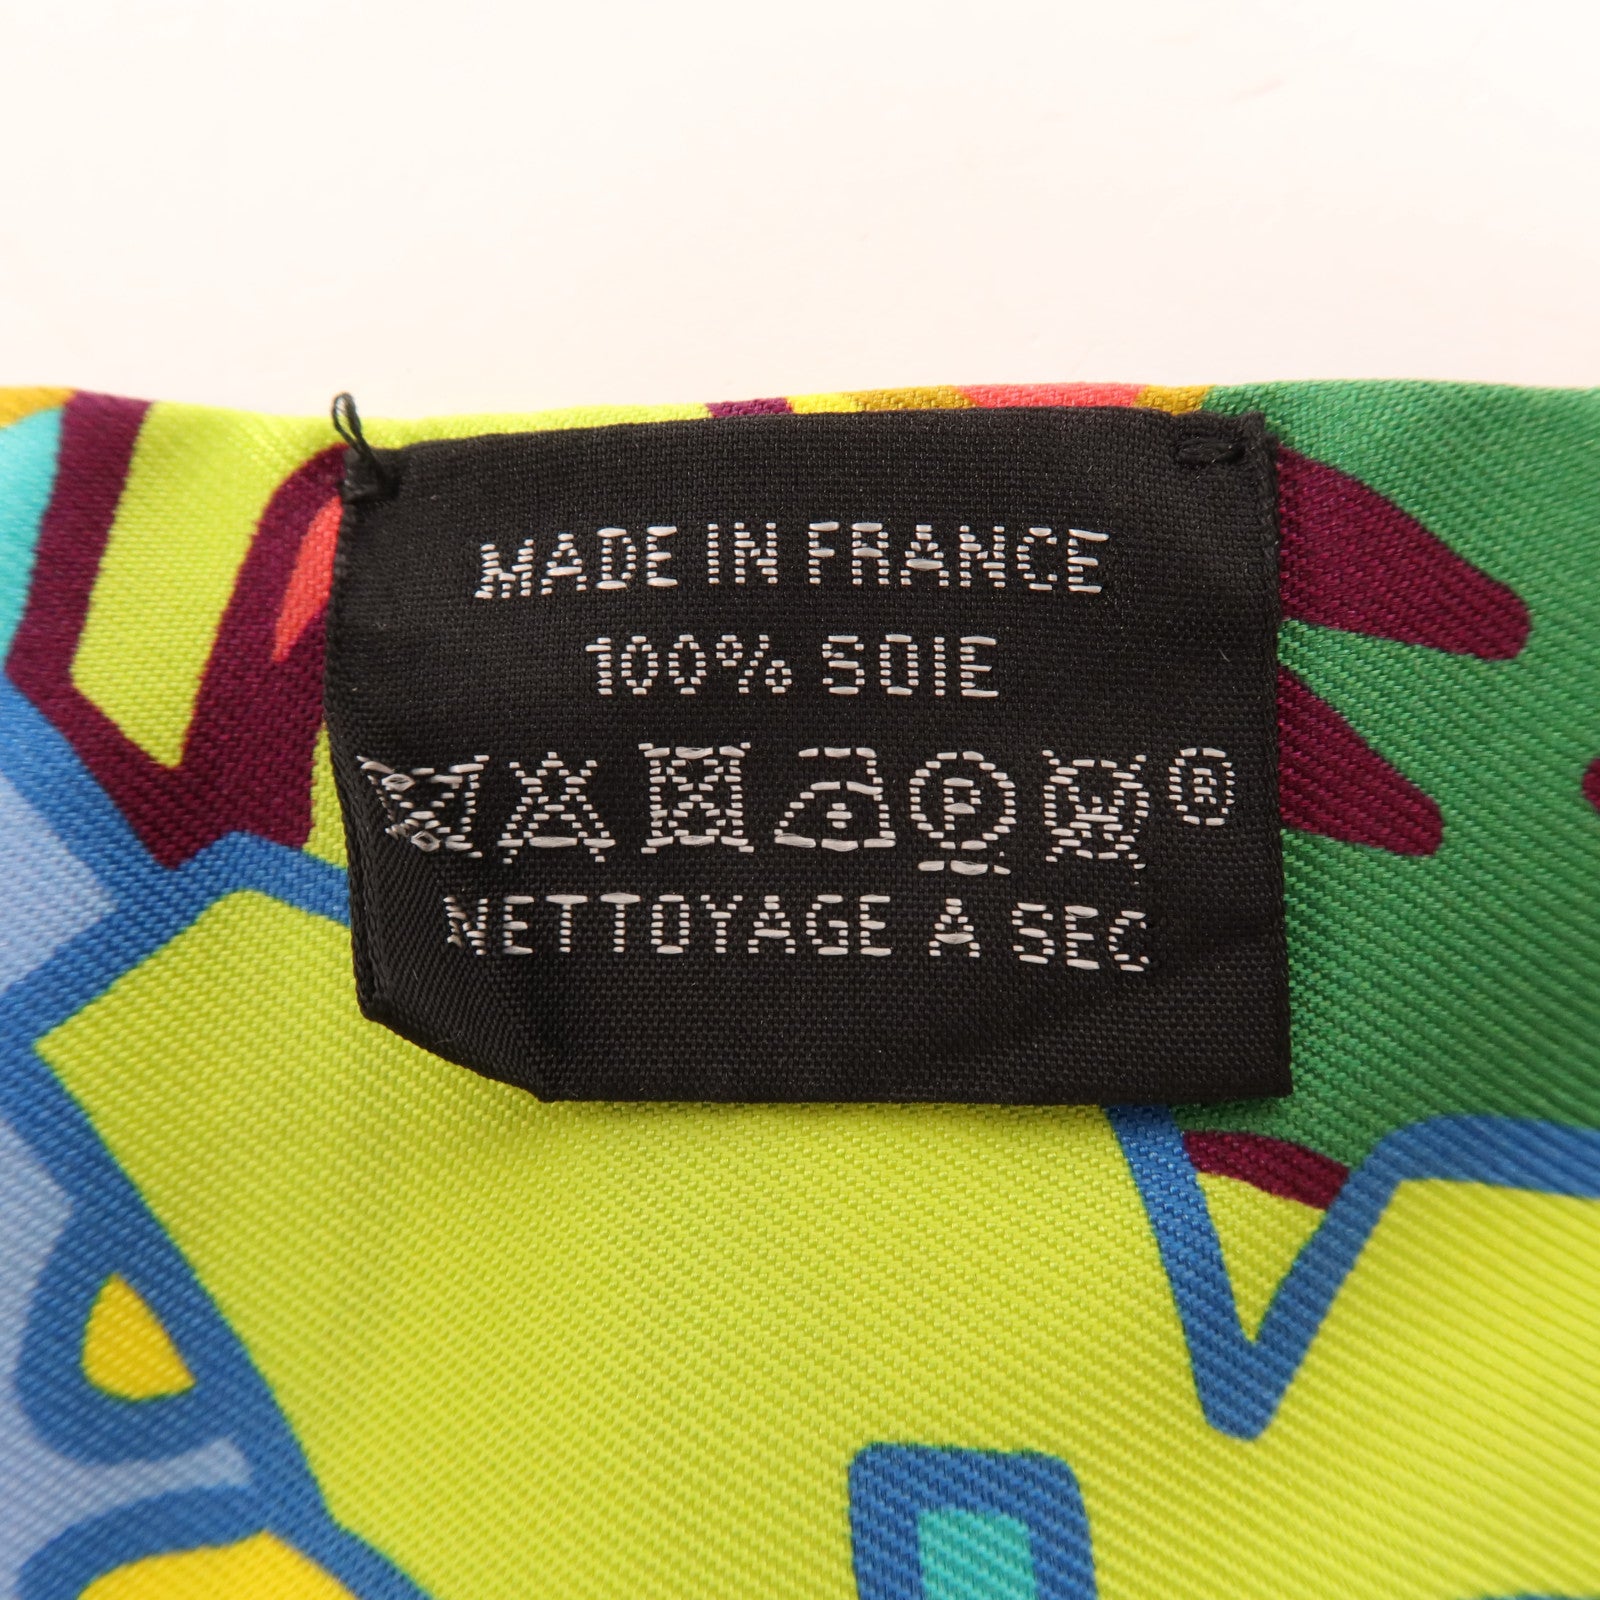 MADE IN FRANCE
100% SOIE
P W ®
NETTOYAGE A SEC